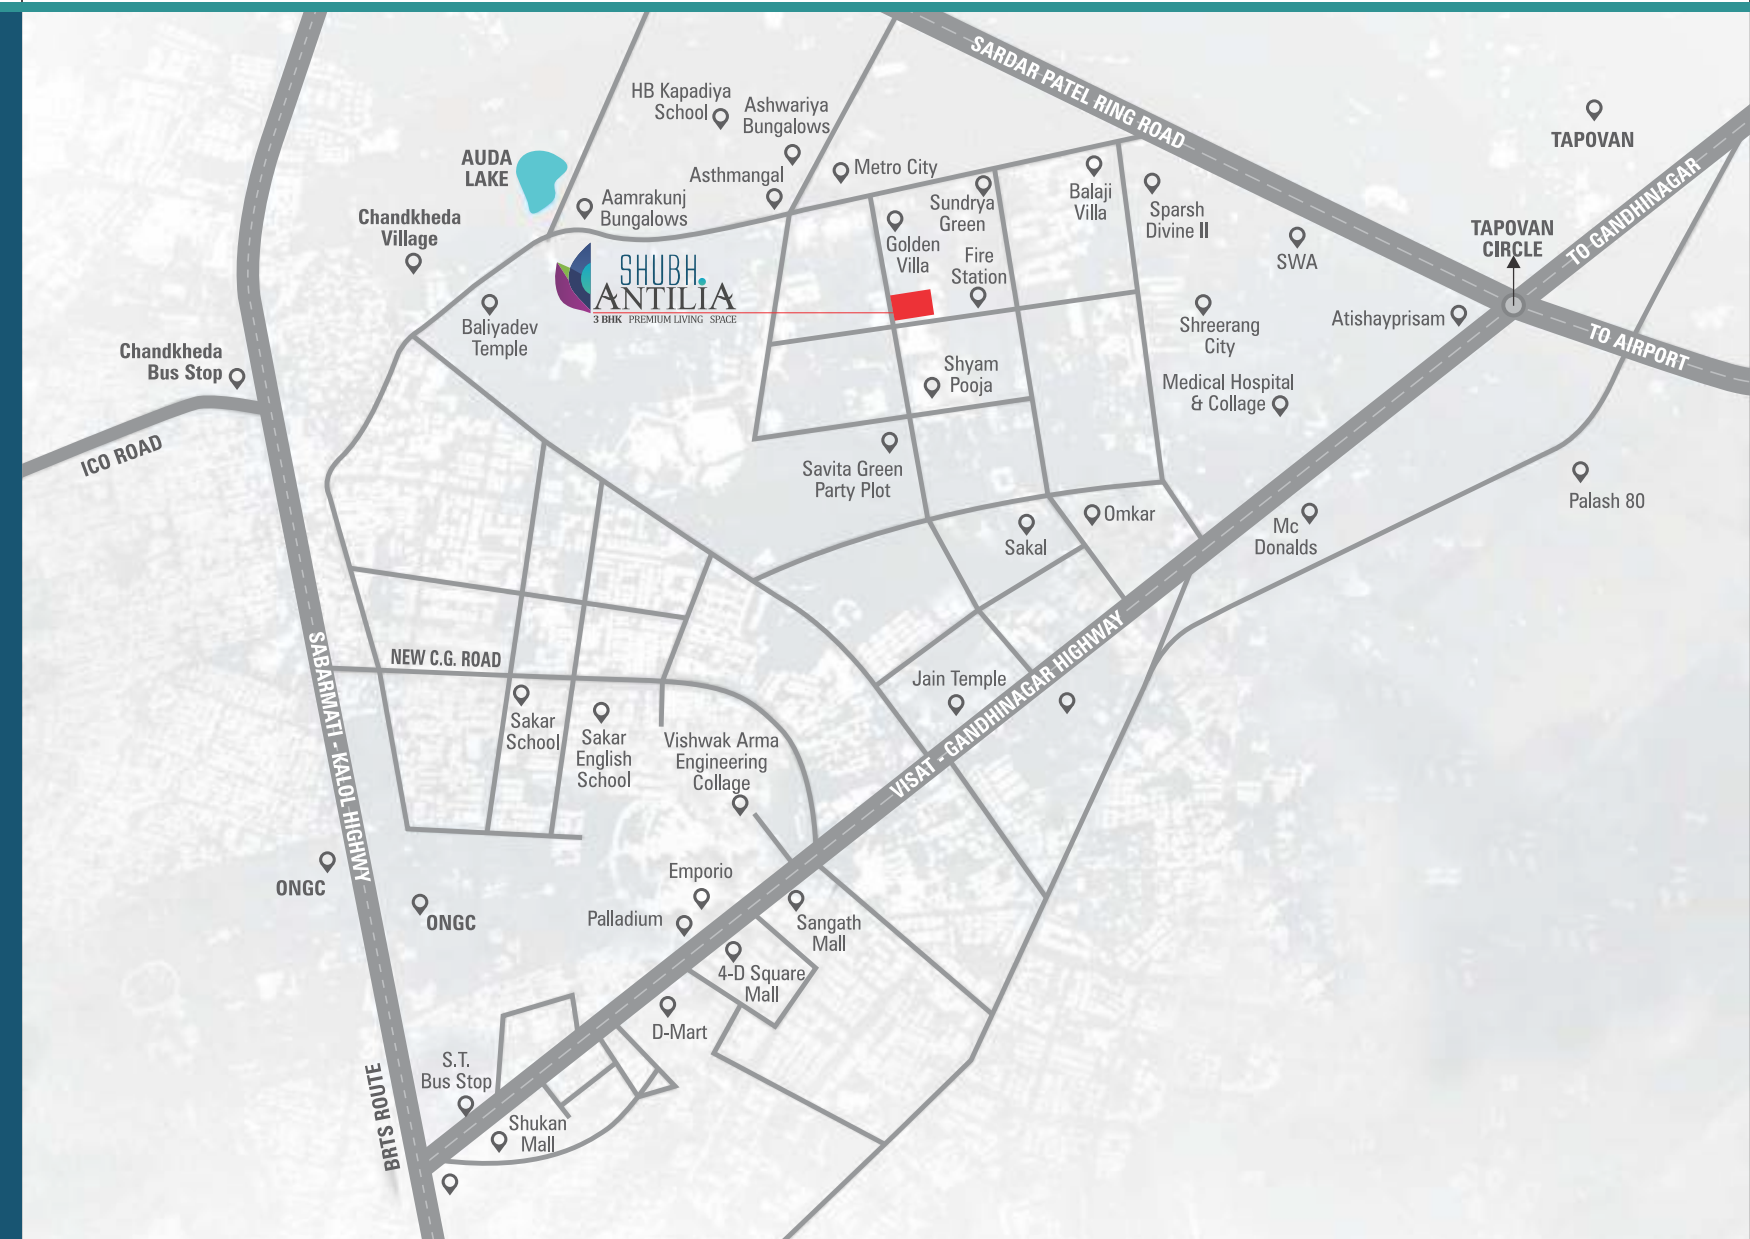 SARDAR PATEL RING ROAD
HB Kapadiya
School
Ashwariya
Bungalows
TAPOVAN
AUDA
LAKE
Asthmangal
Metro City
Aamrakunj
Bungalows
Sundrya
Green
Balaji
Villa
Sparsh
Divine II
Chandkheda
Village
Golden
Villa
Fire
Station
SWA
TAPOVAN
CIRCLE
TO GANDHINAGAR
SHUBH.
ANTILIA
3 BHK PREMIUM LIVING SPACE
Baliyadev
Temple
Shreerang
City
Atishayprisam
TO AIRPORT
Chandkheda
Bus Stop
Shyam
Pooja
Medical Hospital
& Collage
ICO ROAD
Savita Green
Party Plot
Palash 80
Omkar
Sakal
Mc
Donalds
NEW C.G. ROAD
SABARMATI - KALOL HIGHWY
Jain Temple
VISAT - GANDHINAGAR HIGHWAY
Sakar
School
Sakar
English
School
Vishwak Arma
Engineering
Collage
ONGC
ONGC
Emporio
Palladium
Sangath
Mall
4-D Square
Mall
D-Mart
S.T.
Bus Stop
BRTS ROUTE
Shukan
Mall